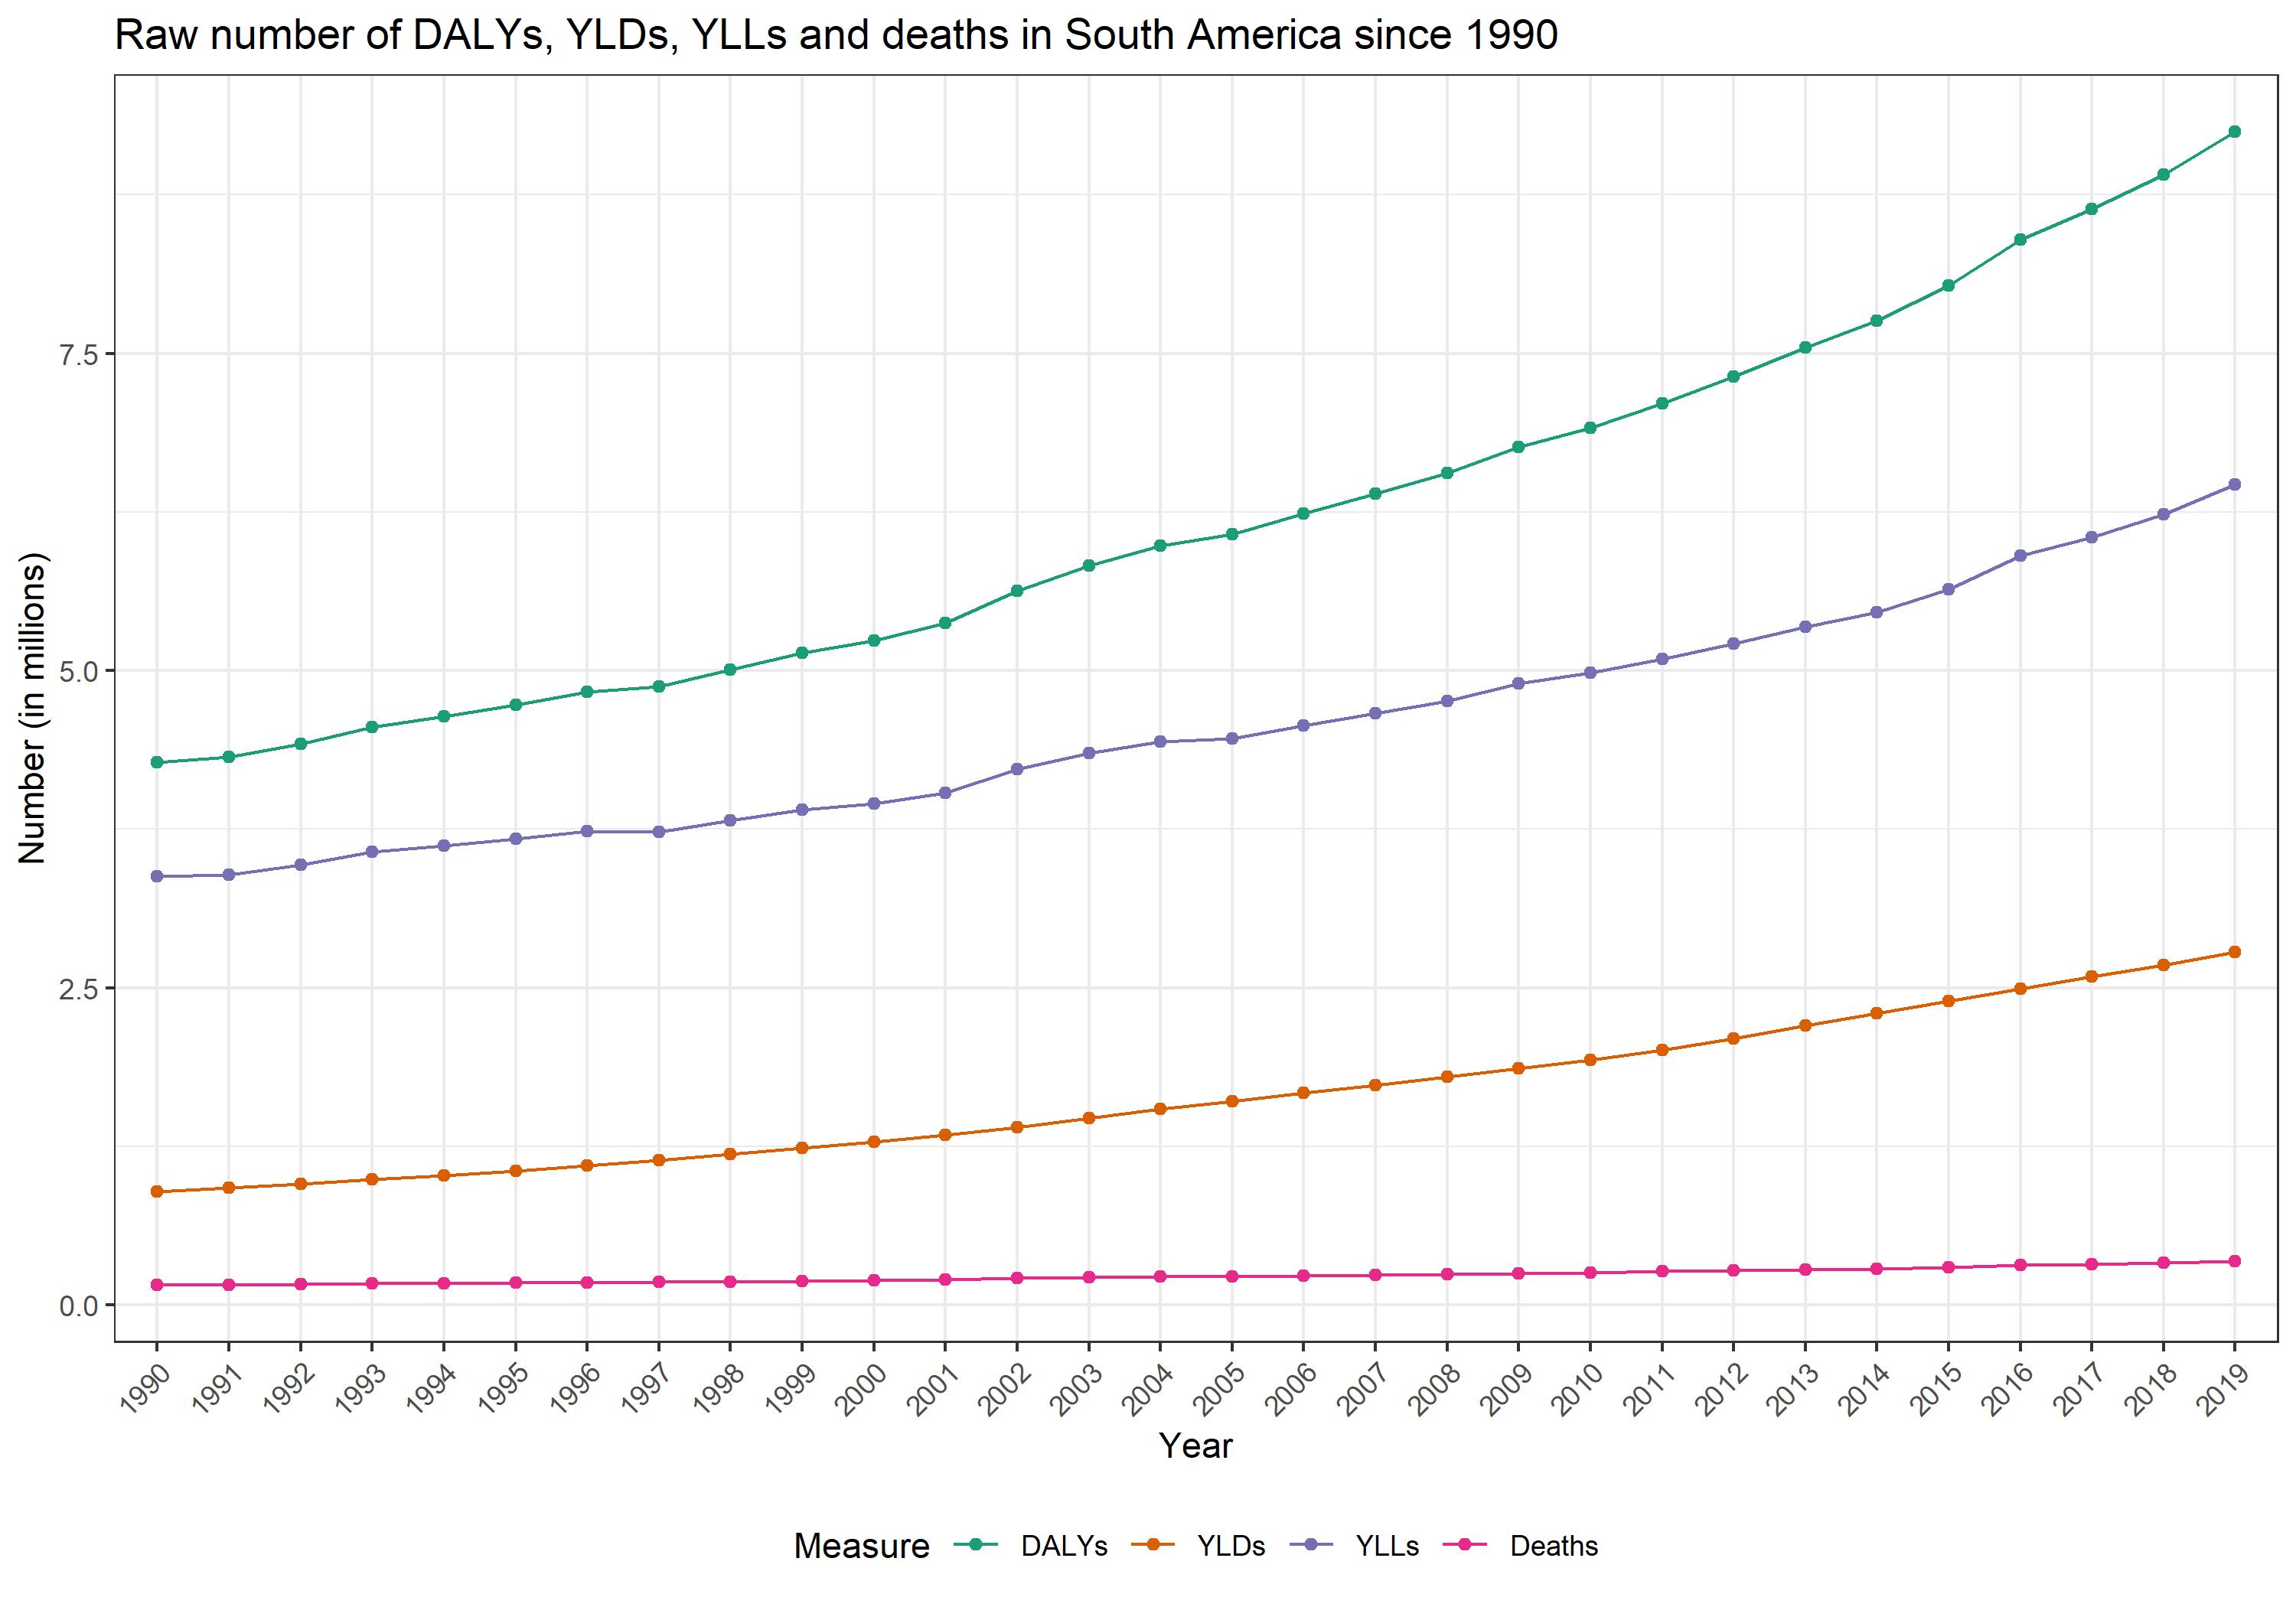 Raw number of DALYs, YLDs, YLLs and deaths in South America since 1990
Number (in millions)
7.5
5.0
2.5
0.0
1990 1991 1992 1993 1994 1995 1996 1997 1998 1999 2000 2001 2002 2003 2004 2005 2006 2007 2008 2009 2010 2011 2012 2013 2014 2015 2016 2017 2018 2019
Year
Measure DALYs YLDs YLLs Deaths